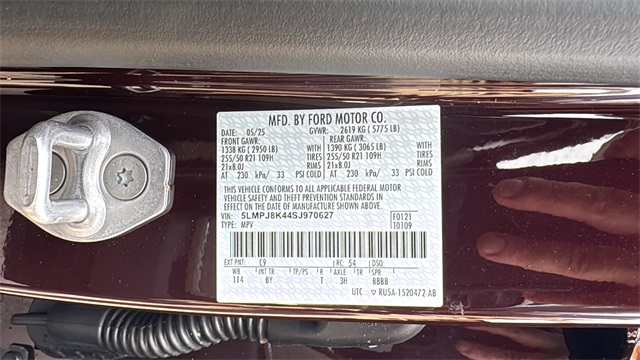 MFD. BY FORD MOTOR CO.
DATE: 05/25 GVWR: 2619 KG (5775 LB)
FRONT GAWR: REAR GAWR:
1338 KG (2950 LB) WITH 1390 KG (3065 LB) WITH
255/50 R21 109H TIRES 255/50 R21 109H TIRES
21x8.0J RIMS 21x8.0J RIMS
AT 230 kPa/ 33 PSI COLD AT 230 kPa/ 33 PSI COLD
THIS VEHICLE CONFORMS TO ALL APPLICABLE FEDERAL MOTOR
VEHICLE SAFETY AND THEFT PREVENTION STANDARDS IN EFFECT
ON THE DATE OF MANUFACTURE SHOWN ABOVE.
VIN: 5LMPJ8K44SJ970627 F0121
TYPE: MPV T0109
EXT PNT: C9 RC: 54 DSO:
WB INT TR TP/PS R AXLE TR SPR
114 BY 3H BBBB
UTC ▽ RU5A-1520472-AB